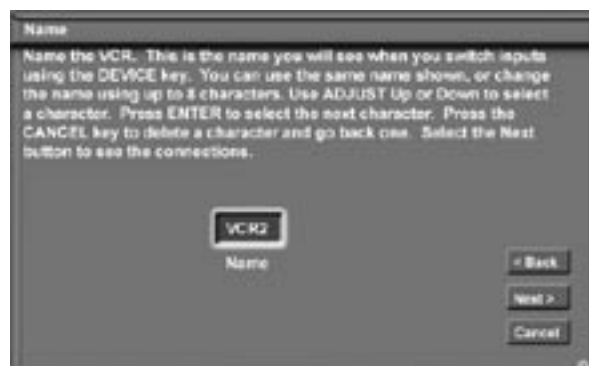 Name
Name the VCR. This is the name you will see when you switch inputs
using the DEVICE key. You can use the same name shown, or change
the name using up to 8 characters. Use ADJUST Up or Down to select
a character. Press ENTER to select the next character. Press the
CANCEL key to delete a character and go back one. Select the Next
button to see the connections.
VCR2
Name
< Back
Next >
Cancel